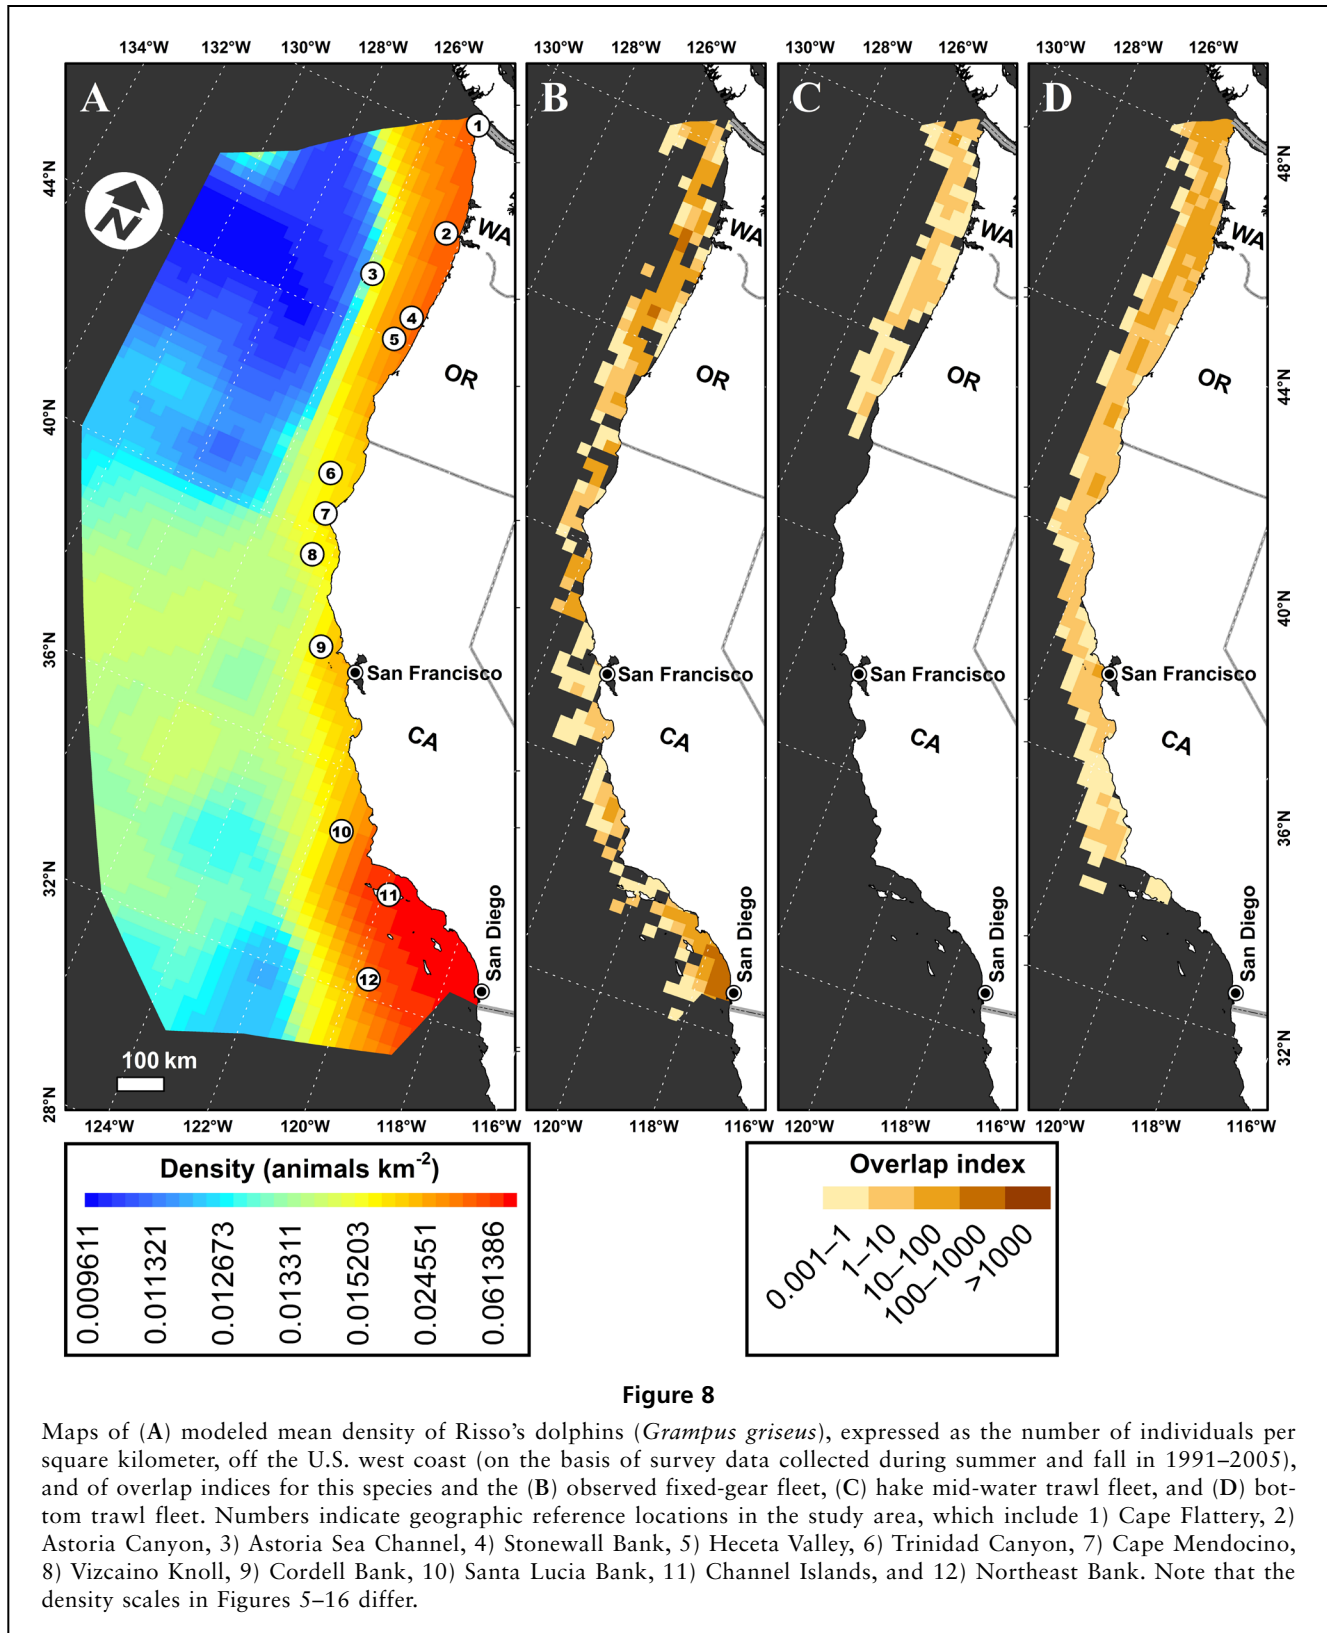 134°W 132°W 130°W 128°W 126°W 130°W 128°W 126°W 130°W 128°W 126°W 130°W 128°W 126°W
A B C D
N
44°N
40°N
36°N
32°N
28°N
48°N
44°N
40°N
36°N
32°N
1
2
3
4
5
6
7
8
9
10
11
12
WA
OR
San Francisco
CA
San Diego
100 km
WA
OR
San Francisco
CA
San Diego
WA
OR
San Francisco
CA
San Diego
WA
OR
San Francisco
CA
San Diego
124°W 122°W 120°W 118°W 116°W 120°W 118°W 116°W 120°W 118°W 116°W 120°W 118°W 116°W
Density (animals km-2)
0.009611
0.011321
0.012673
0.013311
0.015203
0.024551
0.061386
Overlap index
0.001–1
1–10
10–100
100–1000
>1000
Figure 8
Maps of (A) modeled mean density of Risso's dolphins (Grampus griseus), expressed as the number of individuals per
square kilometer, off the U.S. west coast (on the basis of survey data collected during summer and fall in 1991–2005),
and of overlap indices for this species and the (B) observed fixed-gear fleet, (C) hake mid-water trawl fleet, and (D) bot-
tom trawl fleet. Numbers indicate geographic reference locations in the study area, which include 1) Cape Flattery, 2)
Astoria Canyon, 3) Astoria Sea Channel, 4) Stonewall Bank, 5) Heceta Valley, 6) Trinidad Canyon, 7) Cape Mendocino,
8) Vizcaino Knoll, 9) Cordell Bank, 10) Santa Lucia Bank, 11) Channel Islands, and 12) Northeast Bank. Note that the
density scales in Figures 5–16 differ.